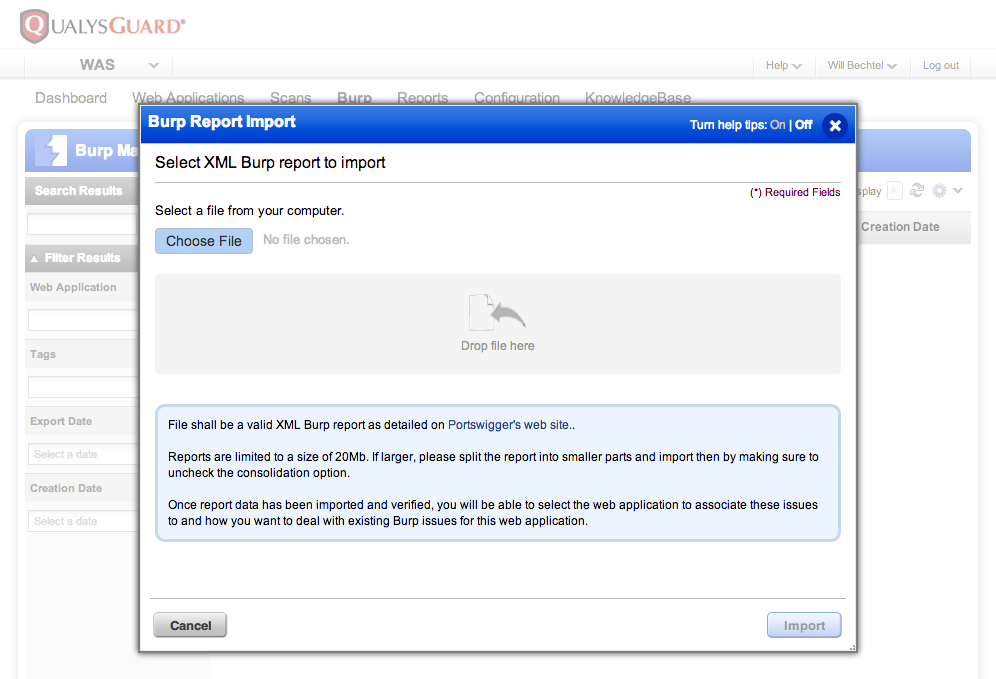 QUALYSGUARD®
WAS
Help
Will Bechtel
Log out
Dashboard
Web Applications
Scans
Burp
Reports
Configuration
KnowledgeBase
Burp Ma
Search Results
Filter Results
Web Application
Tags
Export Date
Select a date
Creation Date
Select a date
splay
Creation Date
Burp Report Import
Turn help tips: On | Off
Select XML Burp report to import
(*) Required Fields
Select a file from your computer.
Choose File No file chosen.
Drop file here
File shall be a valid XML Burp report as detailed on Portswigger's web site..
Reports are limited to a size of 20Mb. If larger, please split the report into smaller parts and import then by making sure to
uncheck the consolidation option.
Once report data has been imported and verified, you will be able to select the web application to associate these issues
to and how you want to deal with existing Burp issues for this web application.
Cancel
Import